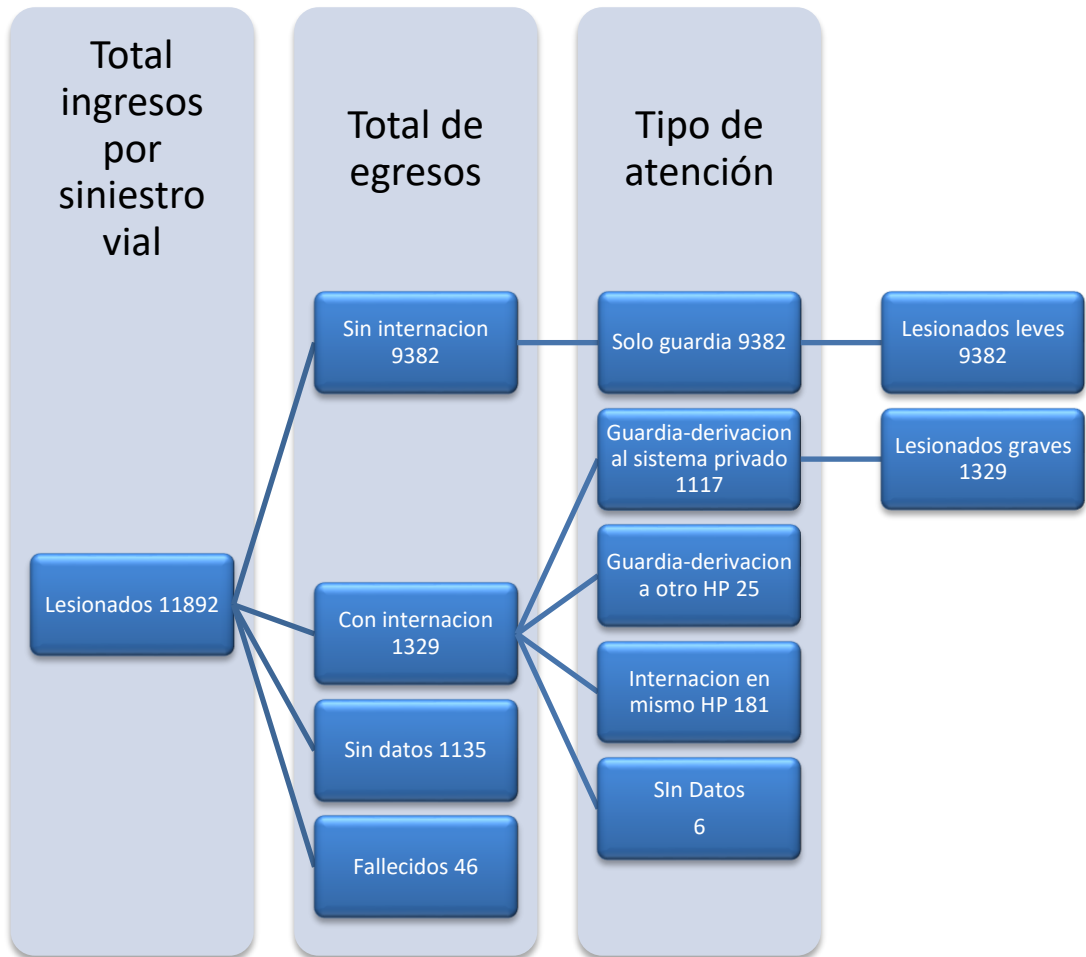 Total
ingresos
por
siniestro
vial
Total de
egresos
Tipo de
atención
Lesionados 11892
Sin internacion
9382
Con internacion
1329
Sin datos 1135
Fallecidos 46
Solo guardia 9382
Guardia-derivacion
al sistema privado
1117
Guardia-derivacion
a otro HP 25
Internacion en
mismo HP 181
SIn Datos
6
Lesionados leves
9382
Lesionados graves
1329